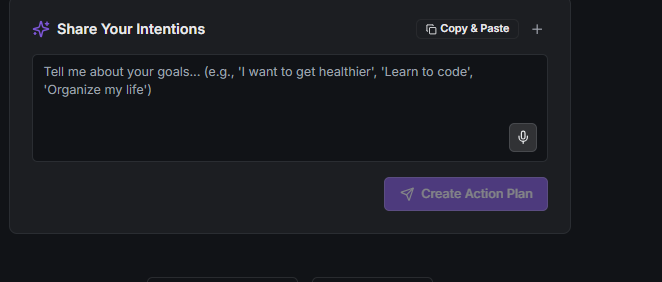 Share Your Intentions
Copy & Paste
Tell me about your goals... (e.g., 'I want to get healthier', 'Learn to code',
'Organize my life')
Create Action Plan